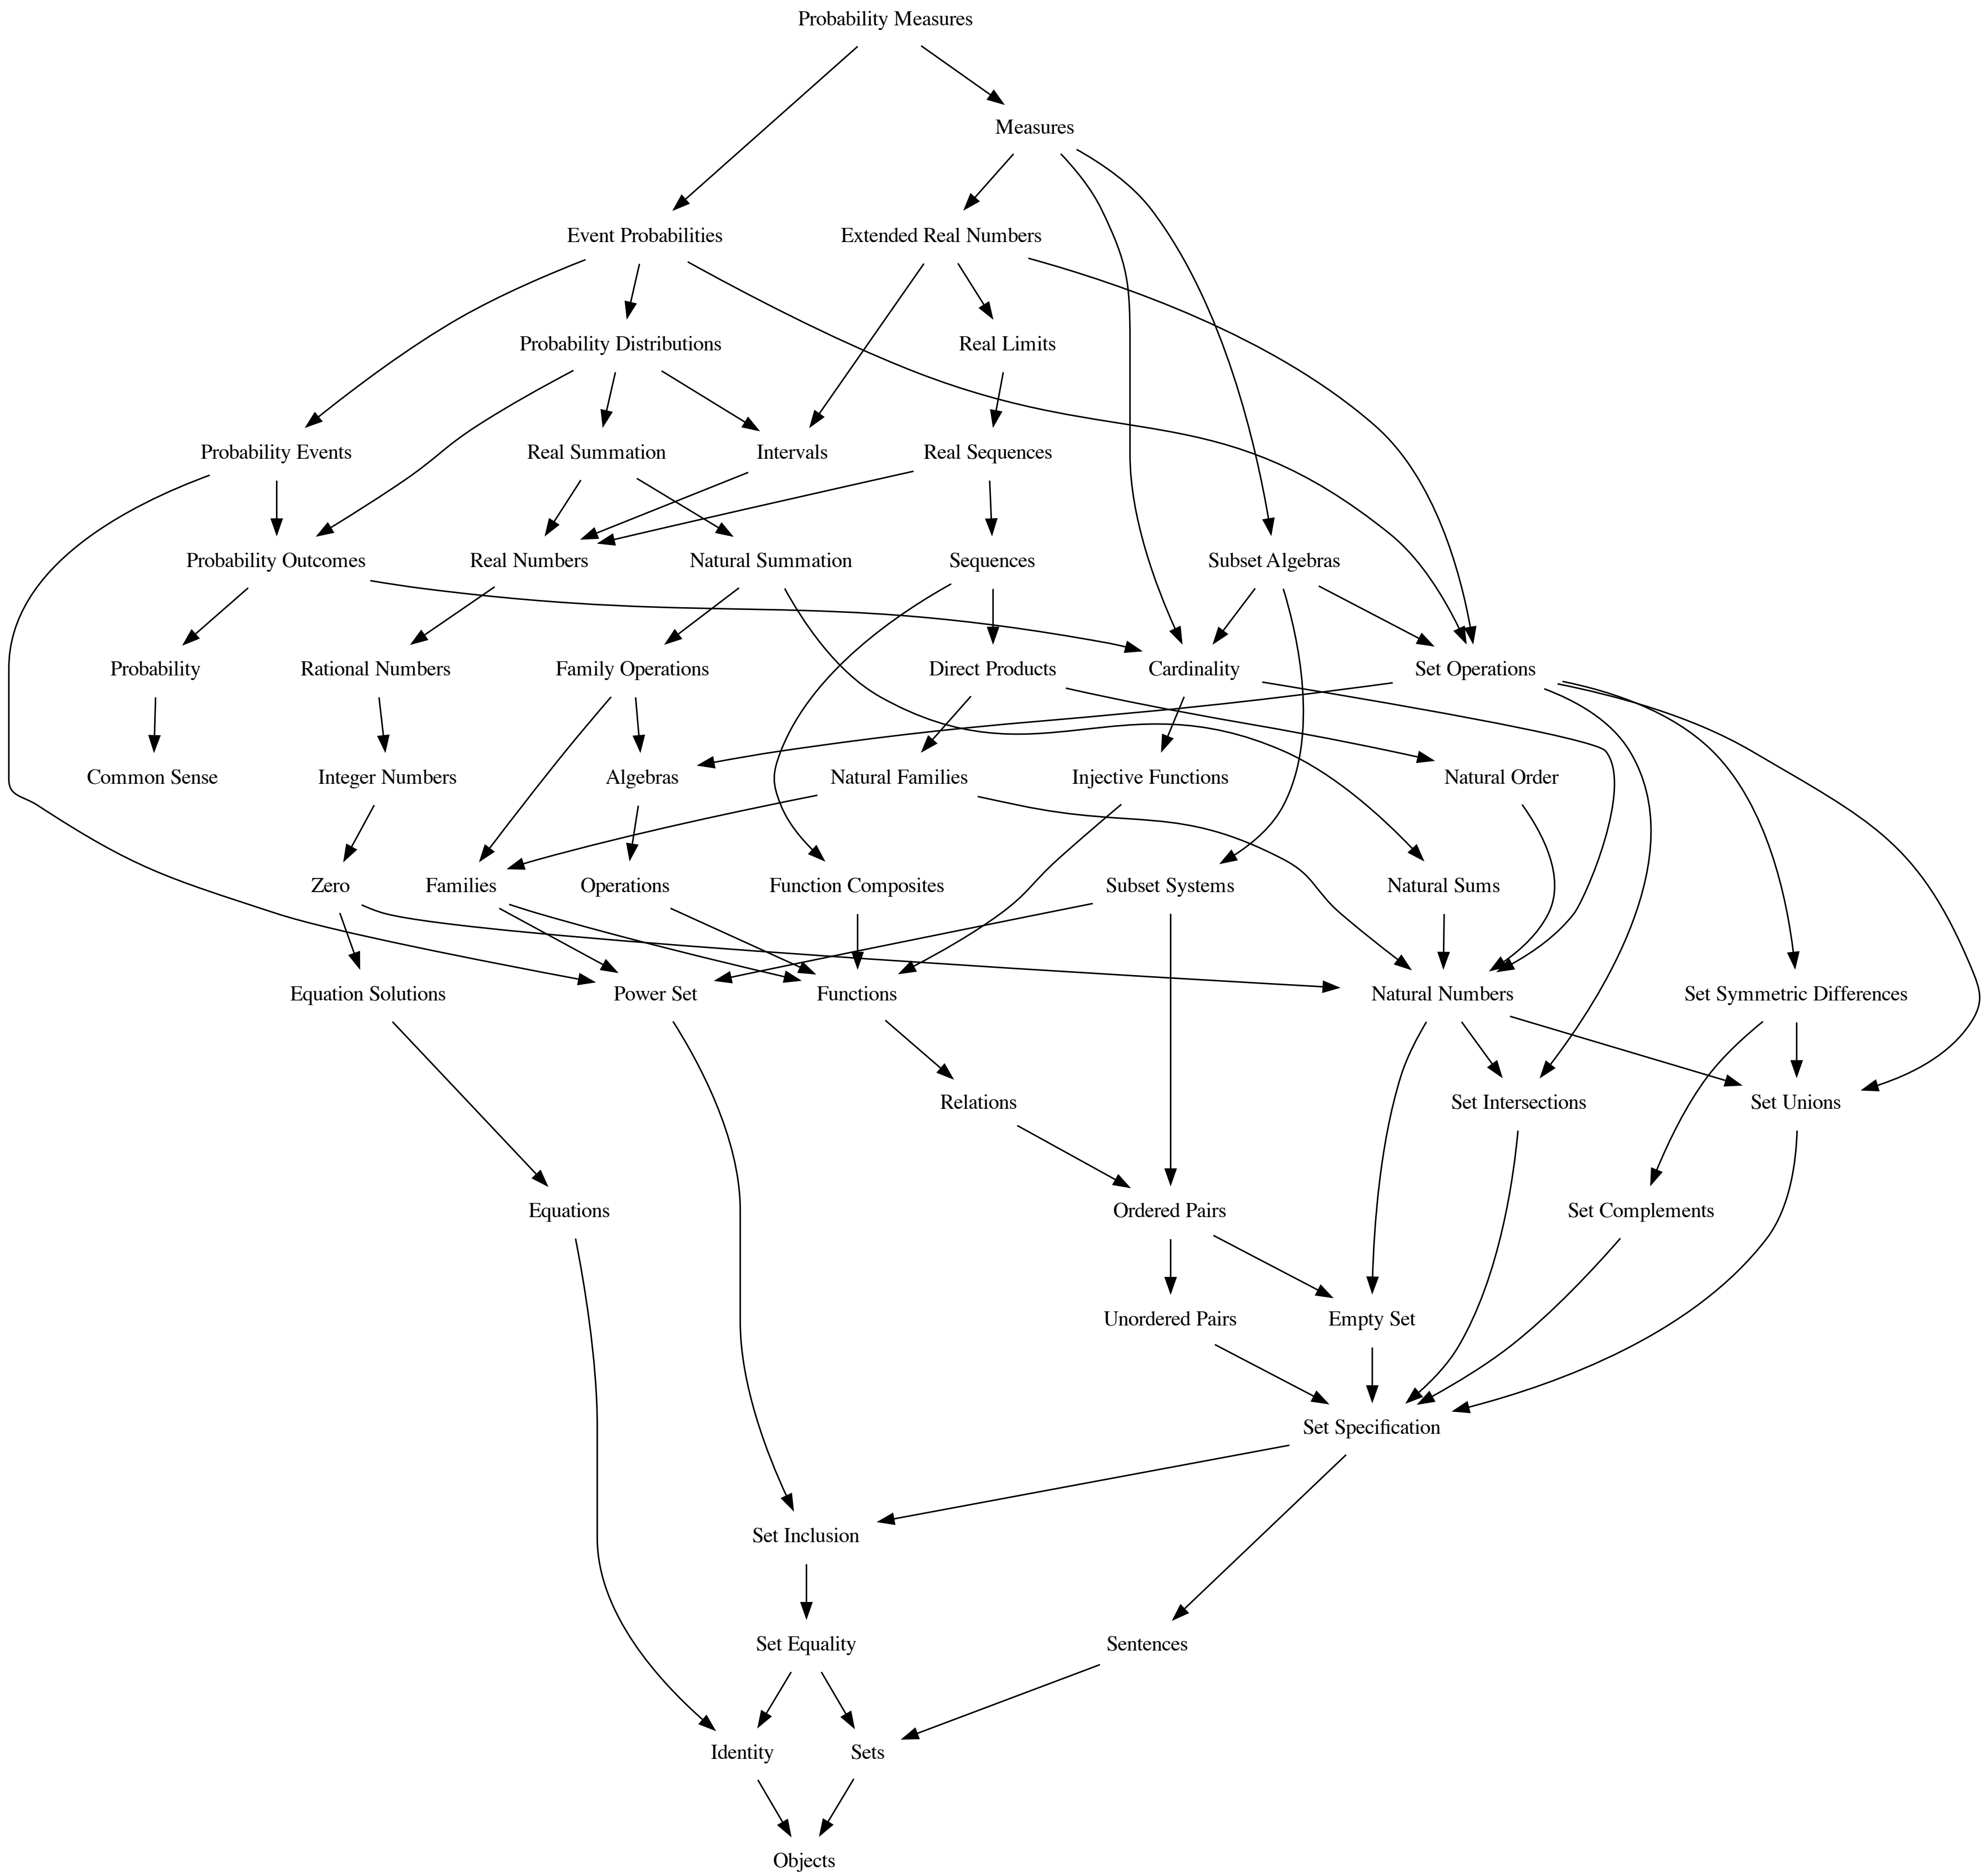 Probability Measures
Measures
Event Probabilities
Extended Real Numbers
Probability Distributions
Real Limits
Probability Events
Real Summation
Intervals
Real Sequences
Probability Outcomes
Real Numbers
Natural Summation
Sequences
Subset Algebras
Probability
Rational Numbers
Family Operations
Direct Products
Cardinality
Set Operations
Common Sense
Integer Numbers
Algebras
Natural Families
Injective Functions
Natural Order
Zero
Families
Operations
Function Composites
Subset Systems
Natural Sums
Equation Solutions
Power Set
Functions
Natural Numbers
Set Symmetric Differences
Relations
Set Intersections
Set Unions
Equations
Ordered Pairs
Set Complements
Unordered Pairs
Empty Set
Set Specification
Set Inclusion
Set Equality
Sentences
Identity
Sets
Objects